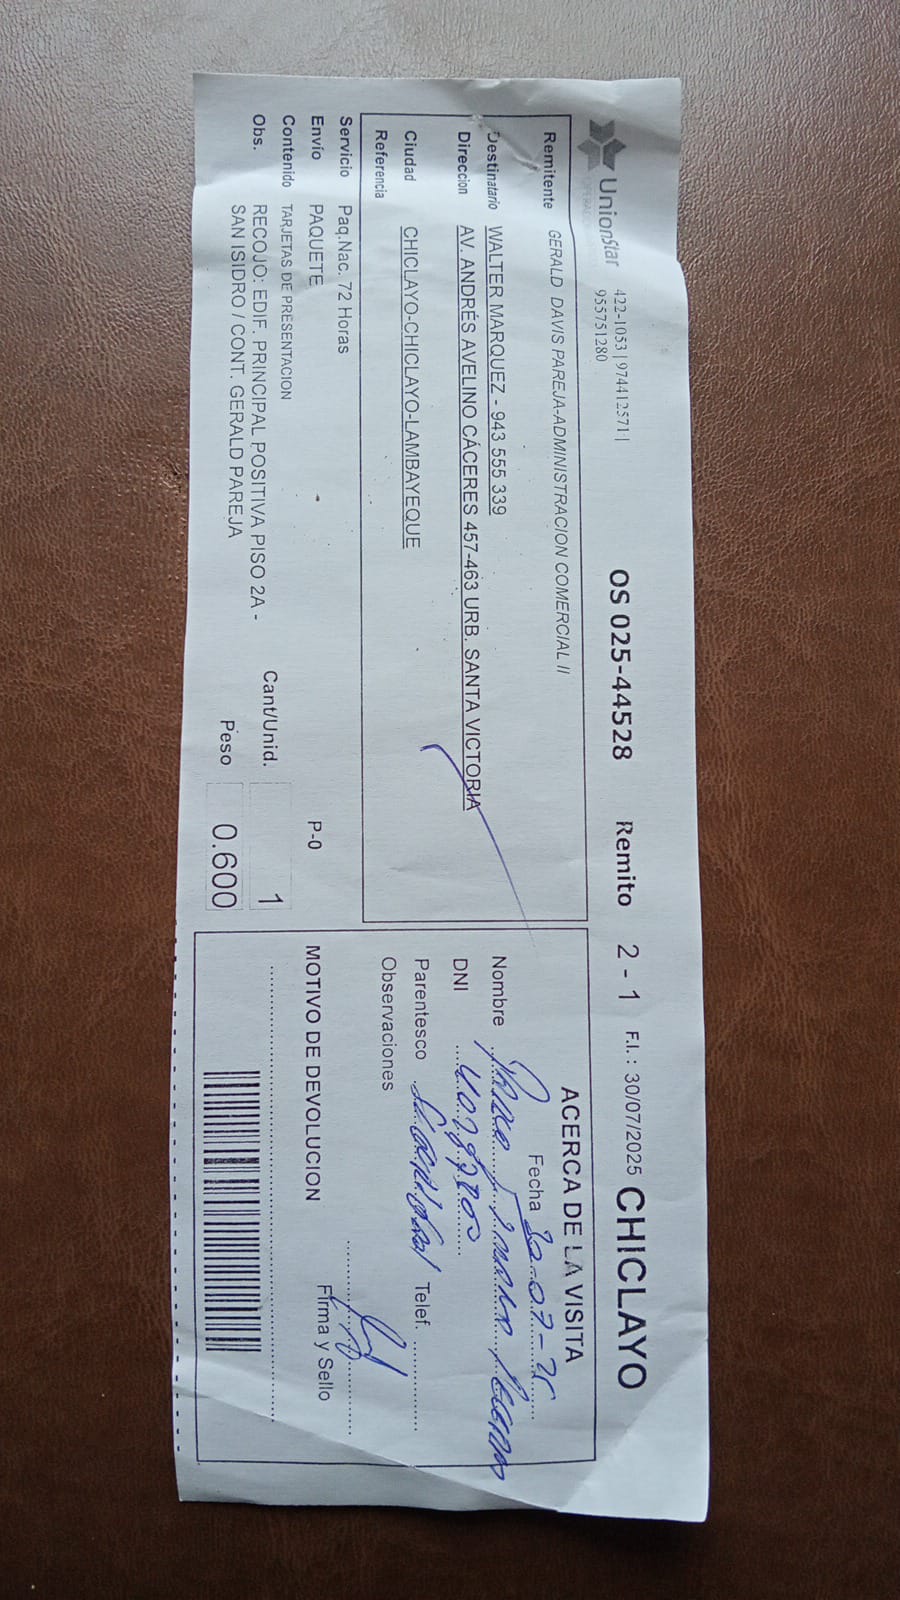 UnionStar
422-1053 | 974412571 |
955751280
OS 025-44528 Remito 2 - 1 F.I.: 30/07/2025 CHICLAYO
Remitente GERALD DAVIS PAREJA-ADMINISTRACION COMERCIAL II
Destinatario WALTER MARQUEZ - 943 555 339
Direccion AV. ANDRÉS AVELINO CÁCERES 457-463 URB. SANTA VICTORIA
Ciudad CHICLAYO-CHICLAYO-LAMBAYEQUE
Referencia
Servicio Paq.Nac. 72 Horas
Envío PAQUETE P-0
Contenido TARJETAS DE PRESENTACION
Obs. RECOJO: EDIF. PRINCIPAL POSITIVA PISO 2A -
SAN ISIDRO / CONT. GERALD PAREJA
Cant/Unid. 1
Peso 0.600
ACERCA DE LA VISITA
Fecha 30-07-25
Nombre
DNI
Parentesco Telef.
Observaciones
Firma y Sello
MOTIVO DE DEVOLUCION